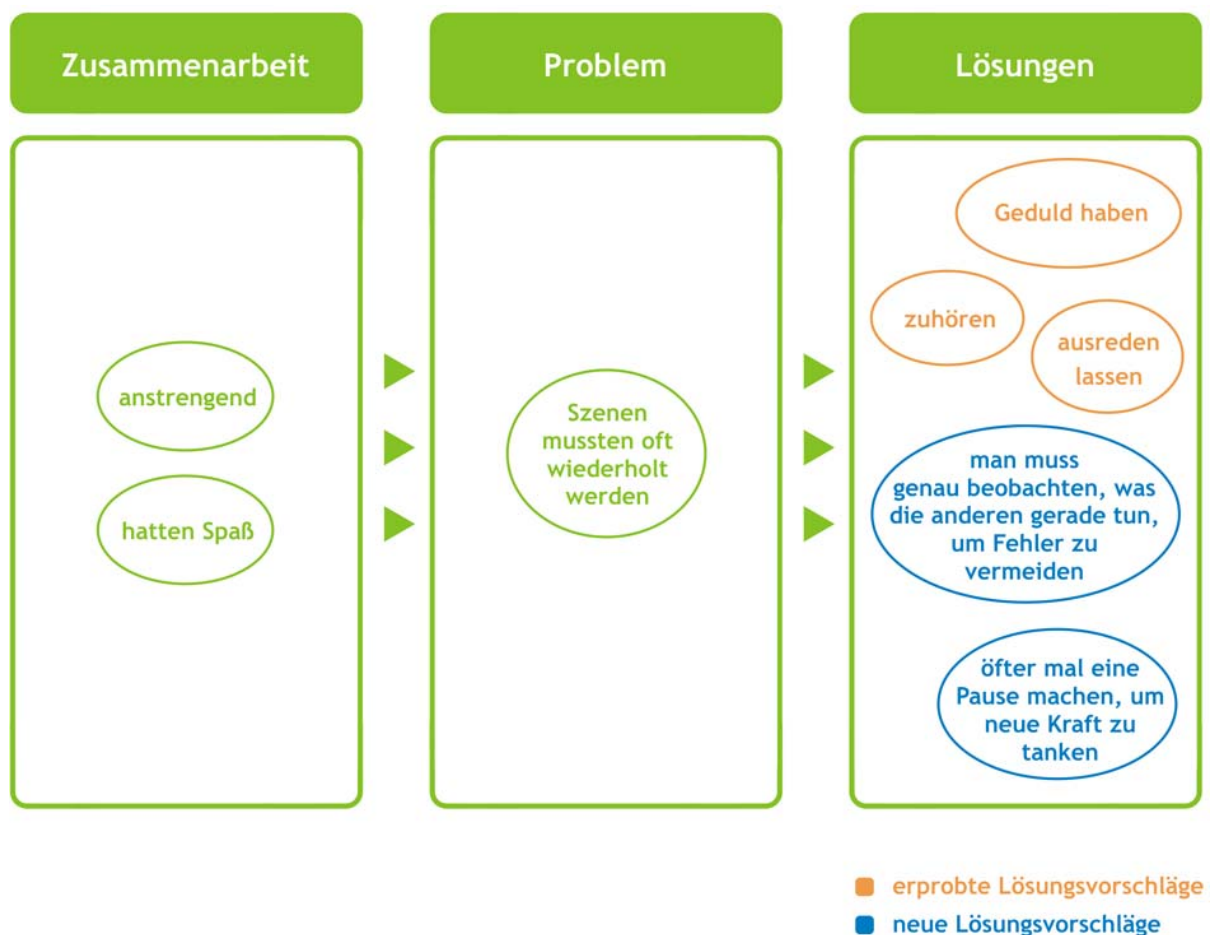 Zusammenarbeit
Problem
Lösungen
anstrengend
hatten Spaß
Szenen
mussten oft
wiederholt
werden
Geduld haben
zuhören
ausreden
lassen
man muss
genau beobachten, was
die anderen gerade tun,
um Fehler zu
vermeiden
öfter mal eine
Pause machen, um
neue Kraft zu
tanken
erprobte Lösungsvorschläge
neue Lösungsvorschläge